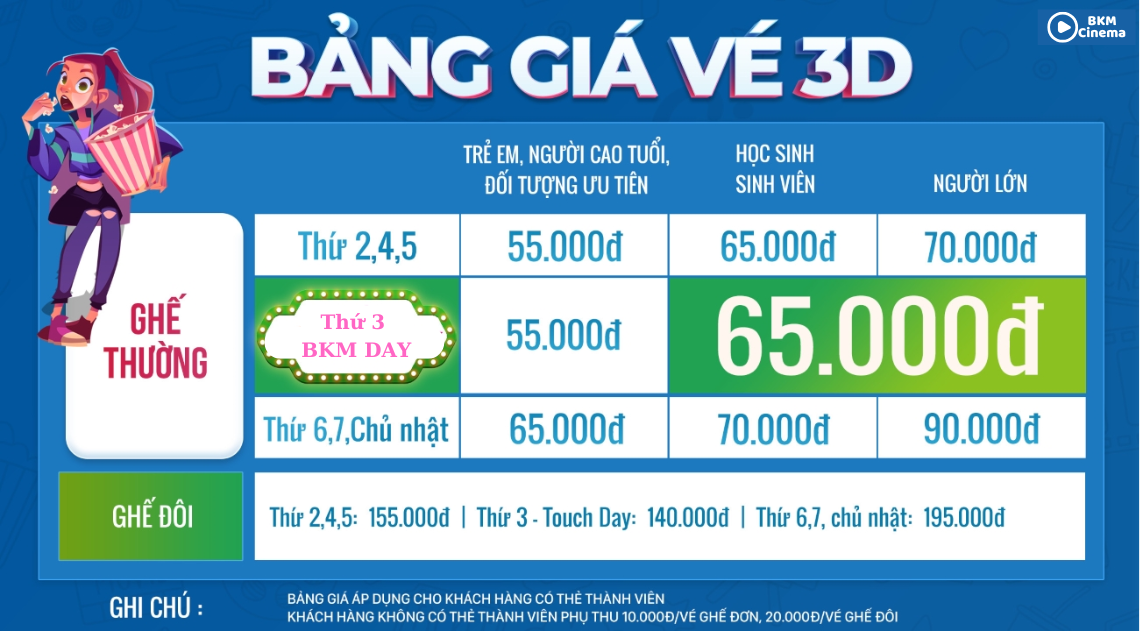 BKM
Cinema
BẢNG GIÁ VÉ 3D
TRẺ EM, NGƯỜI CAO TUỔI,
ĐỐI TƯỢNG ƯU TIÊN
HỌC SINH
SINH VIÊN
NGƯỜI LỚN
GHẾ
THƯỜNG
Thứ 2,4,5
55.000đ
65.000đ
70.000đ
Thứ 3
BKM DAY
55.000đ
65.000đ
Thứ 6,7,Chủ nhật
65.000đ
70.000đ
90.000đ
GHẾ ĐÔI
Thứ 2,4,5: 155.000đ | Thứ 3 - Touch Day: 140.000đ | Thứ 6,7, chủ nhật: 195.000đ
GHI CHÚ :
BẢNG GIÁ ÁP DỤNG CHO KHÁCH HÀNG CÓ THẺ THÀNH VIÊN
KHÁCH HÀNG KHÔNG CÓ THẺ THÀNH VIÊN PHỤ THU 10.000Đ/VÉ GHẾ ĐƠN, 20.000Đ/VÉ GHẾ ĐÔI